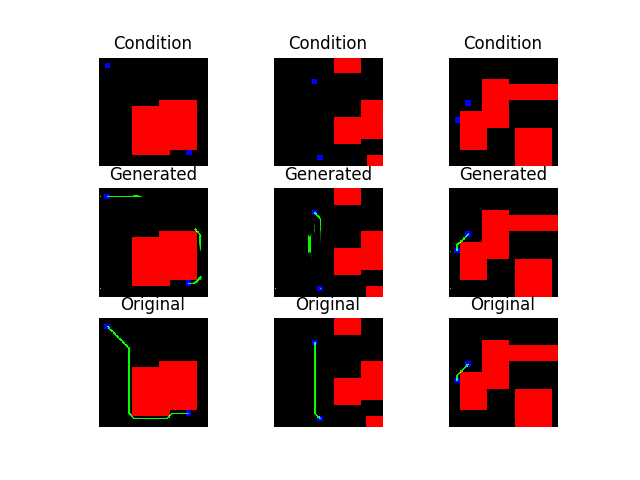 Condition Condition Condition
Generated Generated Generated
Original Original Original